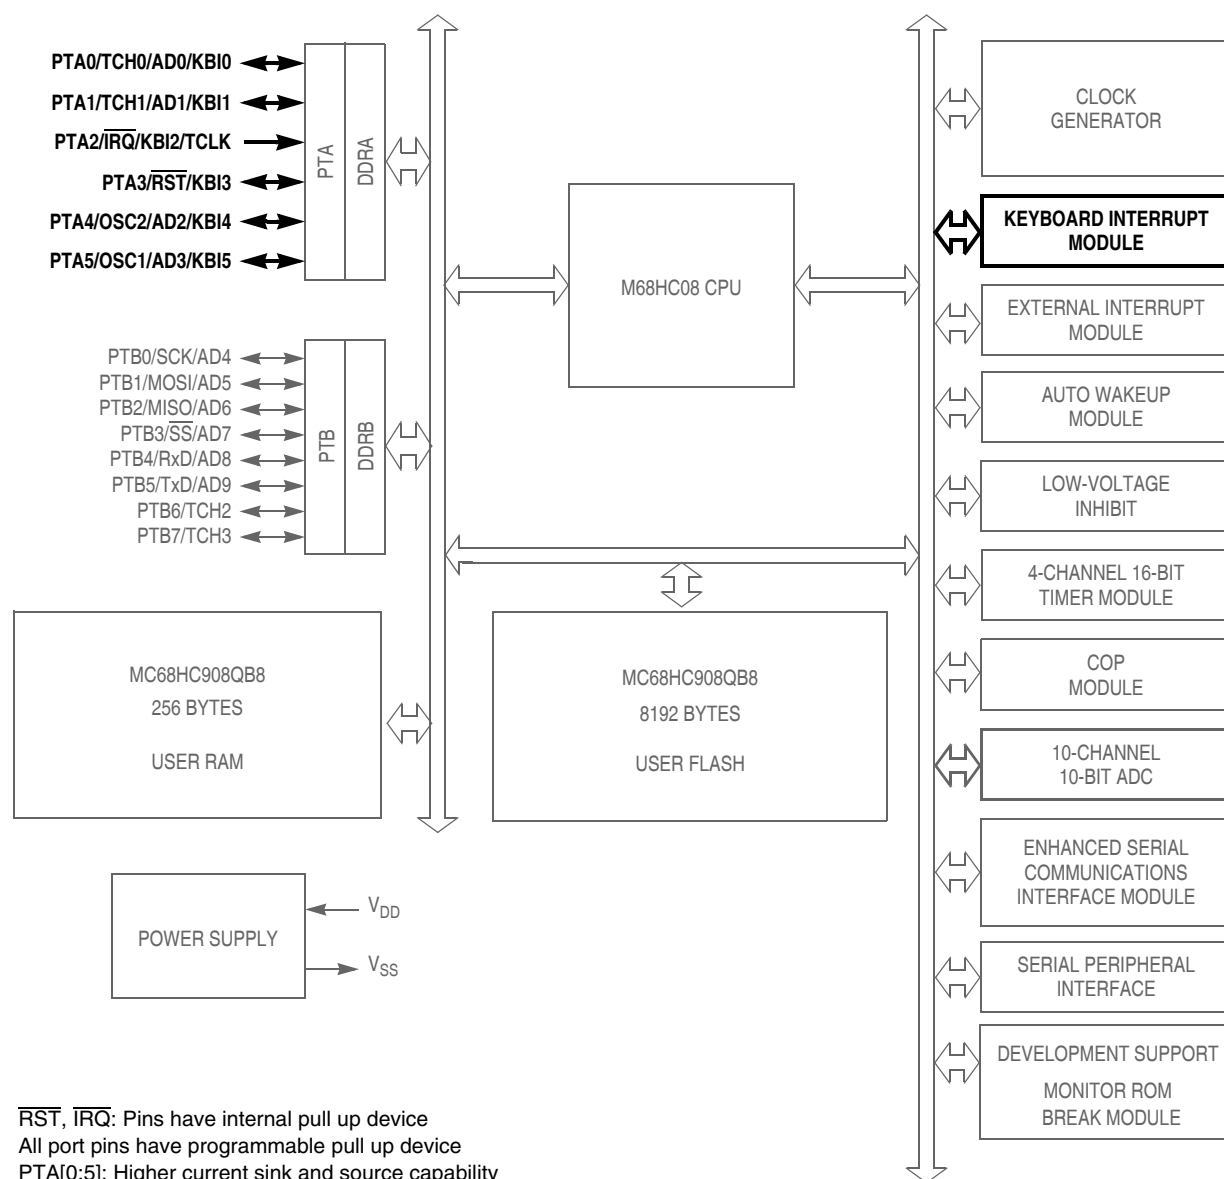 PTA0/TCH0/AD0/KBI0
PTA1/TCH1/AD1/KBI1
PTA2/I̅R̅Q̅/KBI2/TCLK
PTA3/R̅S̅T̅/KBI3
PTA4/OSC2/AD2/KBI4
PTA5/OSC1/AD3/KBI5
PTA
DDRA
PTB0/SCK/AD4
PTB1/MOSI/AD5
PTB2/MISO/AD6
PTB3/S̅S̅/AD7
PTB4/RxD/AD8
PTB5/TxD/AD9
PTB6/TCH2
PTB7/TCH3
PTB
DDRB
M68HC08 CPU
MC68HC908QB8
256 BYTES
USER RAM
MC68HC908QB8
8192 BYTES
USER FLASH
POWER SUPPLY
VDD
VSS
CLOCK
GENERATOR
KEYBOARD INTERRUPT
MODULE
EXTERNAL INTERRUPT
MODULE
AUTO WAKEUP
MODULE
LOW-VOLTAGE
INHIBIT
4-CHANNEL 16-BIT
TIMER MODULE
COP
MODULE
10-CHANNEL
10-BIT ADC
ENHANCED SERIAL
COMMUNICATIONS
INTERFACE MODULE
SERIAL PERIPHERAL
INTERFACE
DEVELOPMENT SUPPORT
MONITOR ROM
BREAK MODULE
R̅S̅T̅, I̅R̅Q̅: Pins have internal pull up device
All port pins have programmable pull up device
PTA[0:5]: Higher current sink and source capability